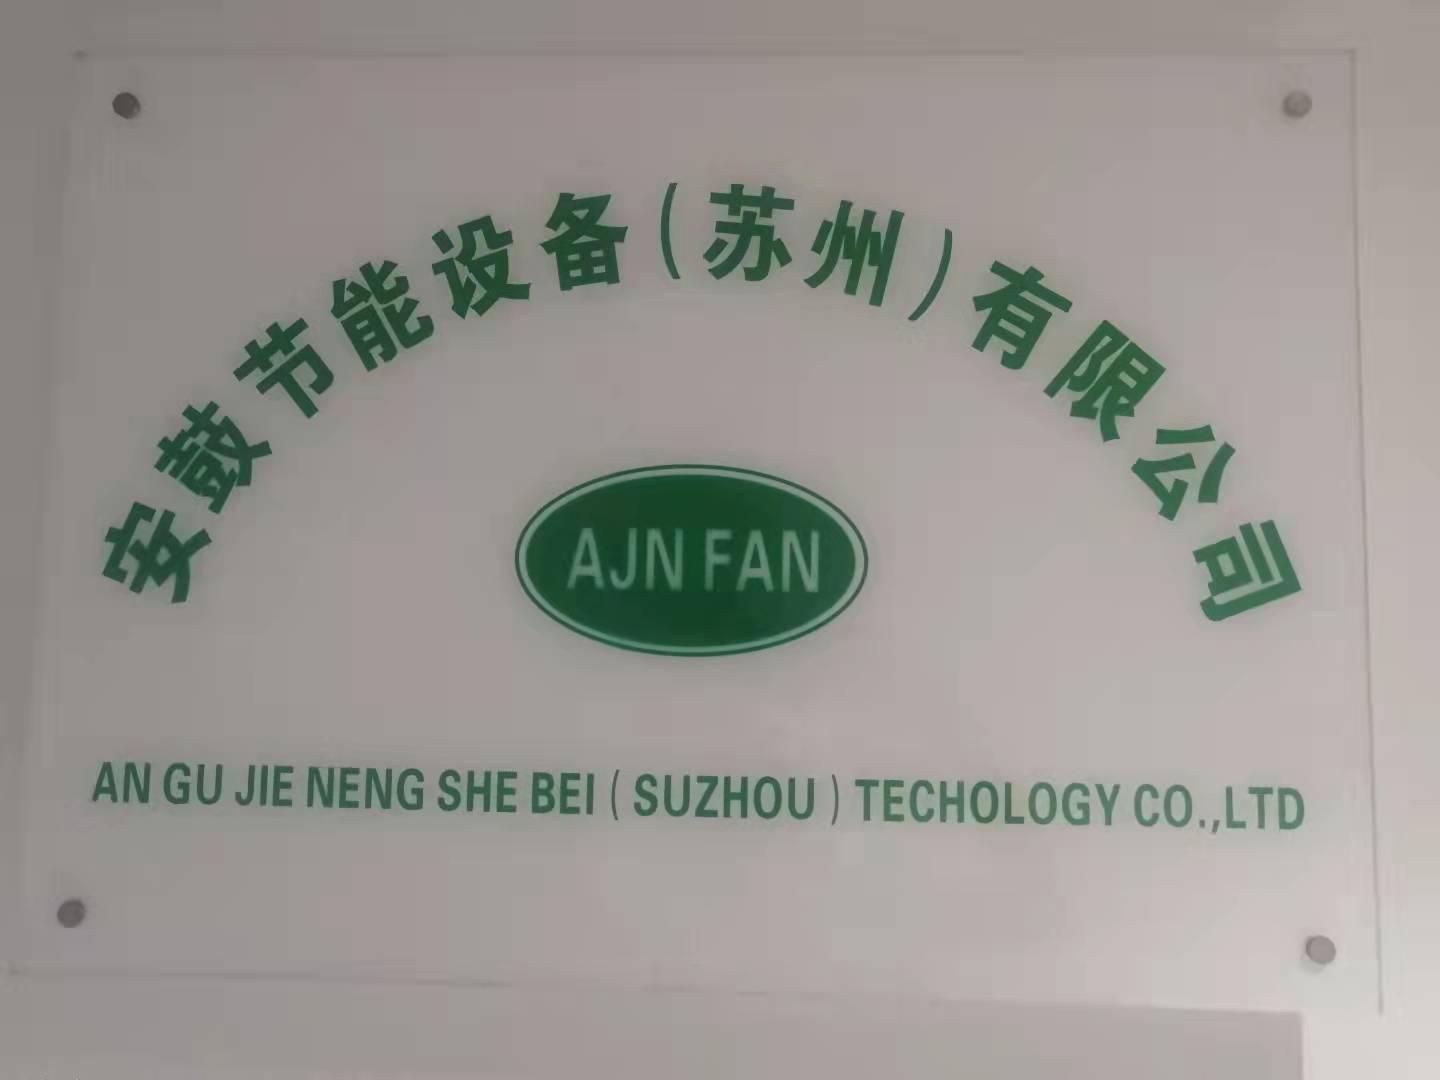 安鼓节能设备(苏州)有限公司
AJN FAN
AN GU JIE NENG SHE BEI ( SUZHOU ) TECHOLOGY CO.,LTD